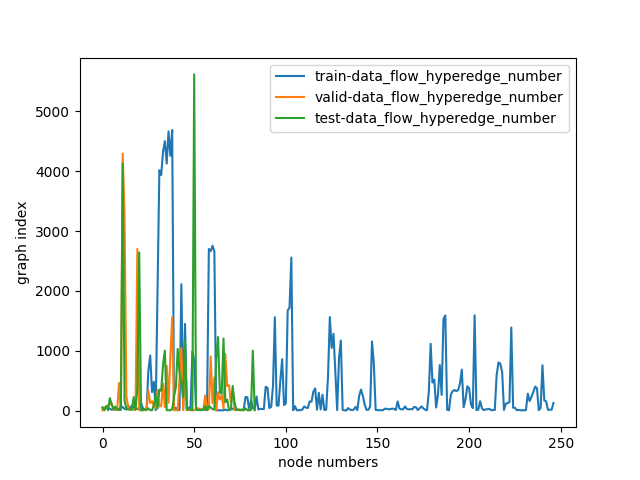 train-data_flow_hyperedge_number
valid-data_flow_hyperedge_number
test-data_flow_hyperedge_number
graph index
5000
4000
3000
2000
1000
0
0
50
100
150
200
250
node numbers